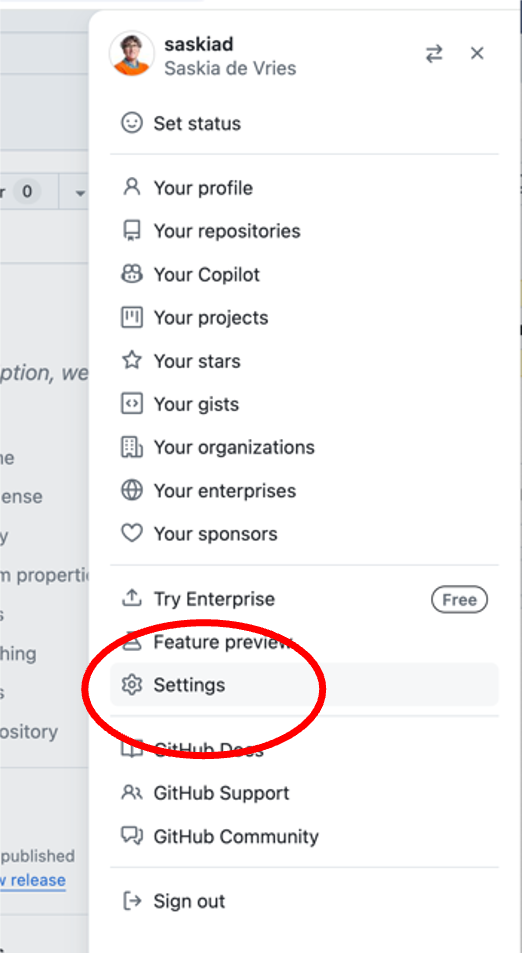 saskiad
Saskia de Vries
Set status
r 0
Your profile
Your repositories
Your Copilot
Your projects
Your stars
ption, we
Your gists
Your organizations
ne
Your enterprises
ense
Your sponsors
y
m properti
Try Enterprise Free
s
Feature preview
hing
Settings
s
ository
GitHub Docs
GitHub Support
GitHub Community
published
w release
Sign out